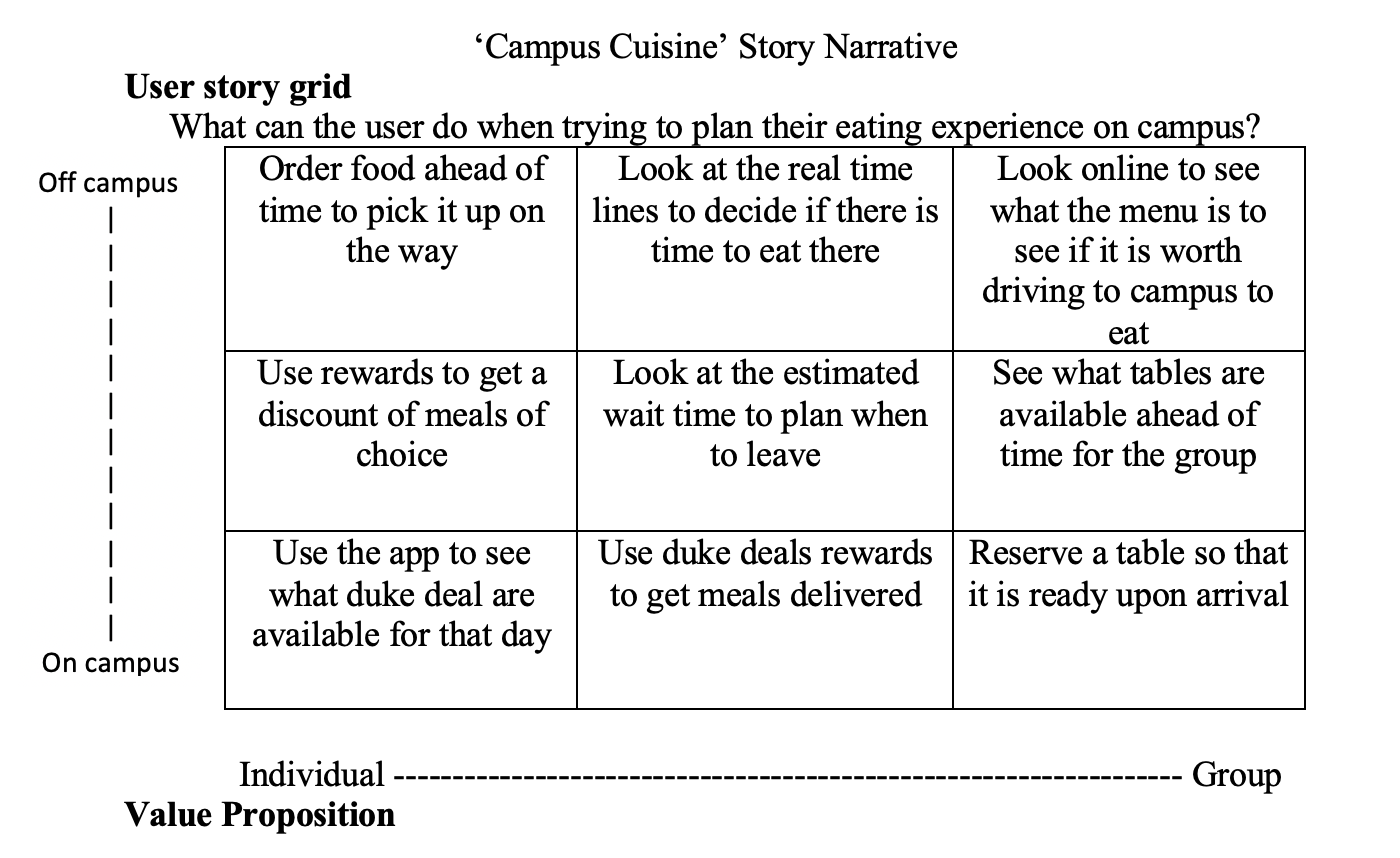 ‘Campus Cuisine’ Story Narrative
User story grid
What can the user do when trying to plan their eating experience on campus?
Off campus
Order food ahead of
time to pick it up on
the way
Look at the real time
lines to decide if there is
time to eat there
Look online to see
what the menu is to
see if it is worth
driving to campus to
eat
Use rewards to get a
discount of meals of
choice
Look at the estimated
wait time to plan when
to leave
See what tables are
available ahead of
time for the group
Use the app to see
what duke deal are
available for that day
Use duke deals rewards
to get meals delivered
Reserve a table so that
it is ready upon arrival
On campus
Individual ------------------------------------------------------------------- Group
Value Proposition